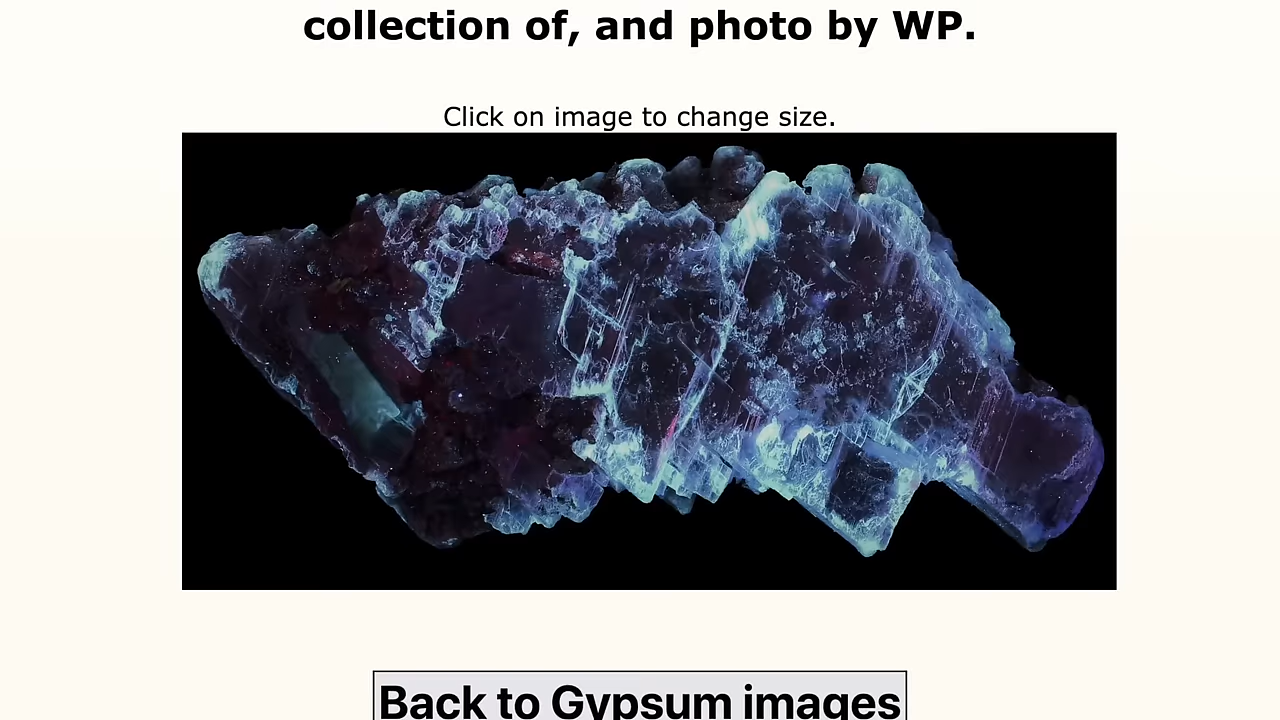 collection of, and photo by WP.
Click on image to change size.
Back to Gypsum images